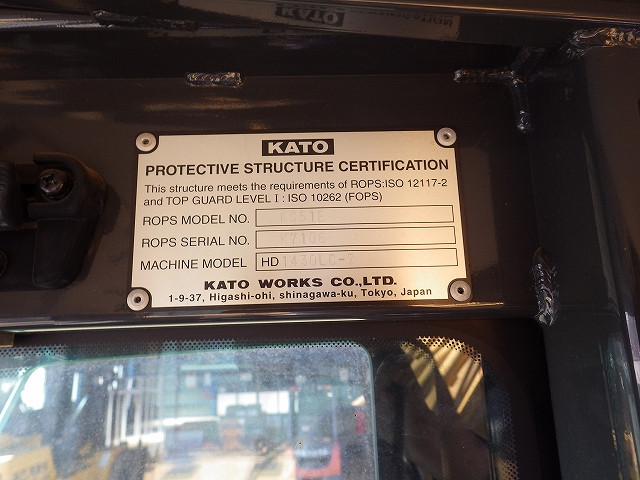 KATO
PROTECTIVE STRUCTURE CERTIFICATION
This structure meets the requirements of ROPS:ISO 12117-2
and TOP GUARD LEVEL I : ISO 10262 (FOPS)
ROPS MODEL NO.
ROPS SERIAL NO.
MACHINE MODEL HD 1430LC-7
KATO WORKS CO.,LTD.
1-9-37, Higashi-ohi, shinagawa-ku, Tokyo, Japan